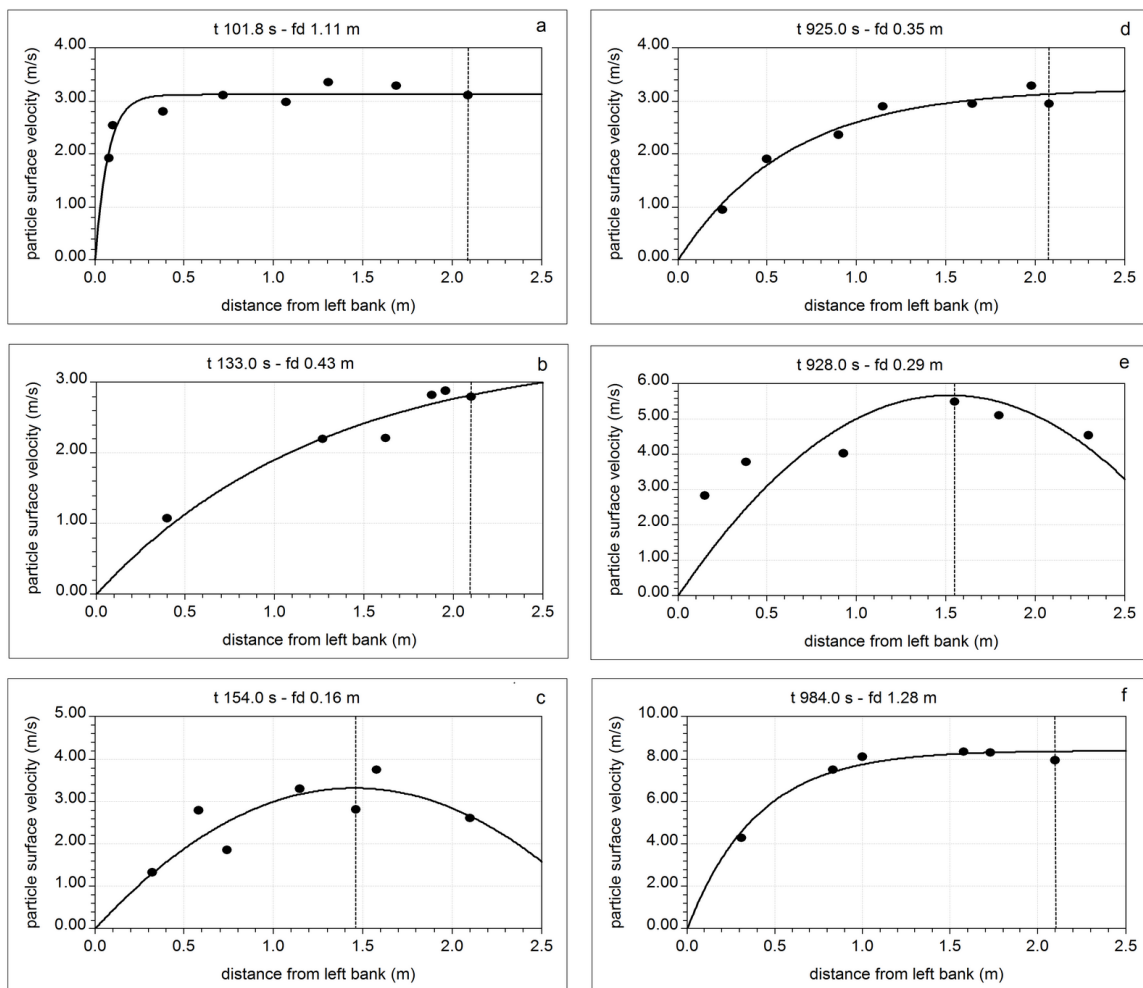 t 101.8 s - fd 1.11 m
a
particle surface velocity (m/s)
4.00
3.00
2.00
1.00
0.00
0.0 0.5 1.0 1.5 2.0 2.5
distance from left bank (m)
t 925.0 s - fd 0.35 m
d
particle surface velocity (m/s)
4.00
3.00
2.00
1.00
0.00
0.0 0.5 1.0 1.5 2.0 2.5
distance from left bank (m)
t 133.0 s - fd 0.43 m
b
particle surface velocity (m/s)
3.00
2.00
1.00
0.00
0.0 0.5 1.0 1.5 2.0 2.5
distance from left bank (m)
t 928.0 s - fd 0.29 m
e
particle surface velocity (m/s)
6.00
5.00
4.00
3.00
2.00
1.00
0.00
0.0 0.5 1.0 1.5 2.0 2.5
distance from left bank (m)
t 154.0 s - fd 0.16 m
c
particle surface velocity (m/s)
5.00
4.00
3.00
2.00
1.00
0.00
0.0 0.5 1.0 1.5 2.0 2.5
distance from left bank (m)
t 984.0 s - fd 1.28 m
f
particle surface velocity (m/s)
10.00
8.00
6.00
4.00
2.00
0.00
0.0 0.5 1.0 1.5 2.0 2.5
distance from left bank (m)